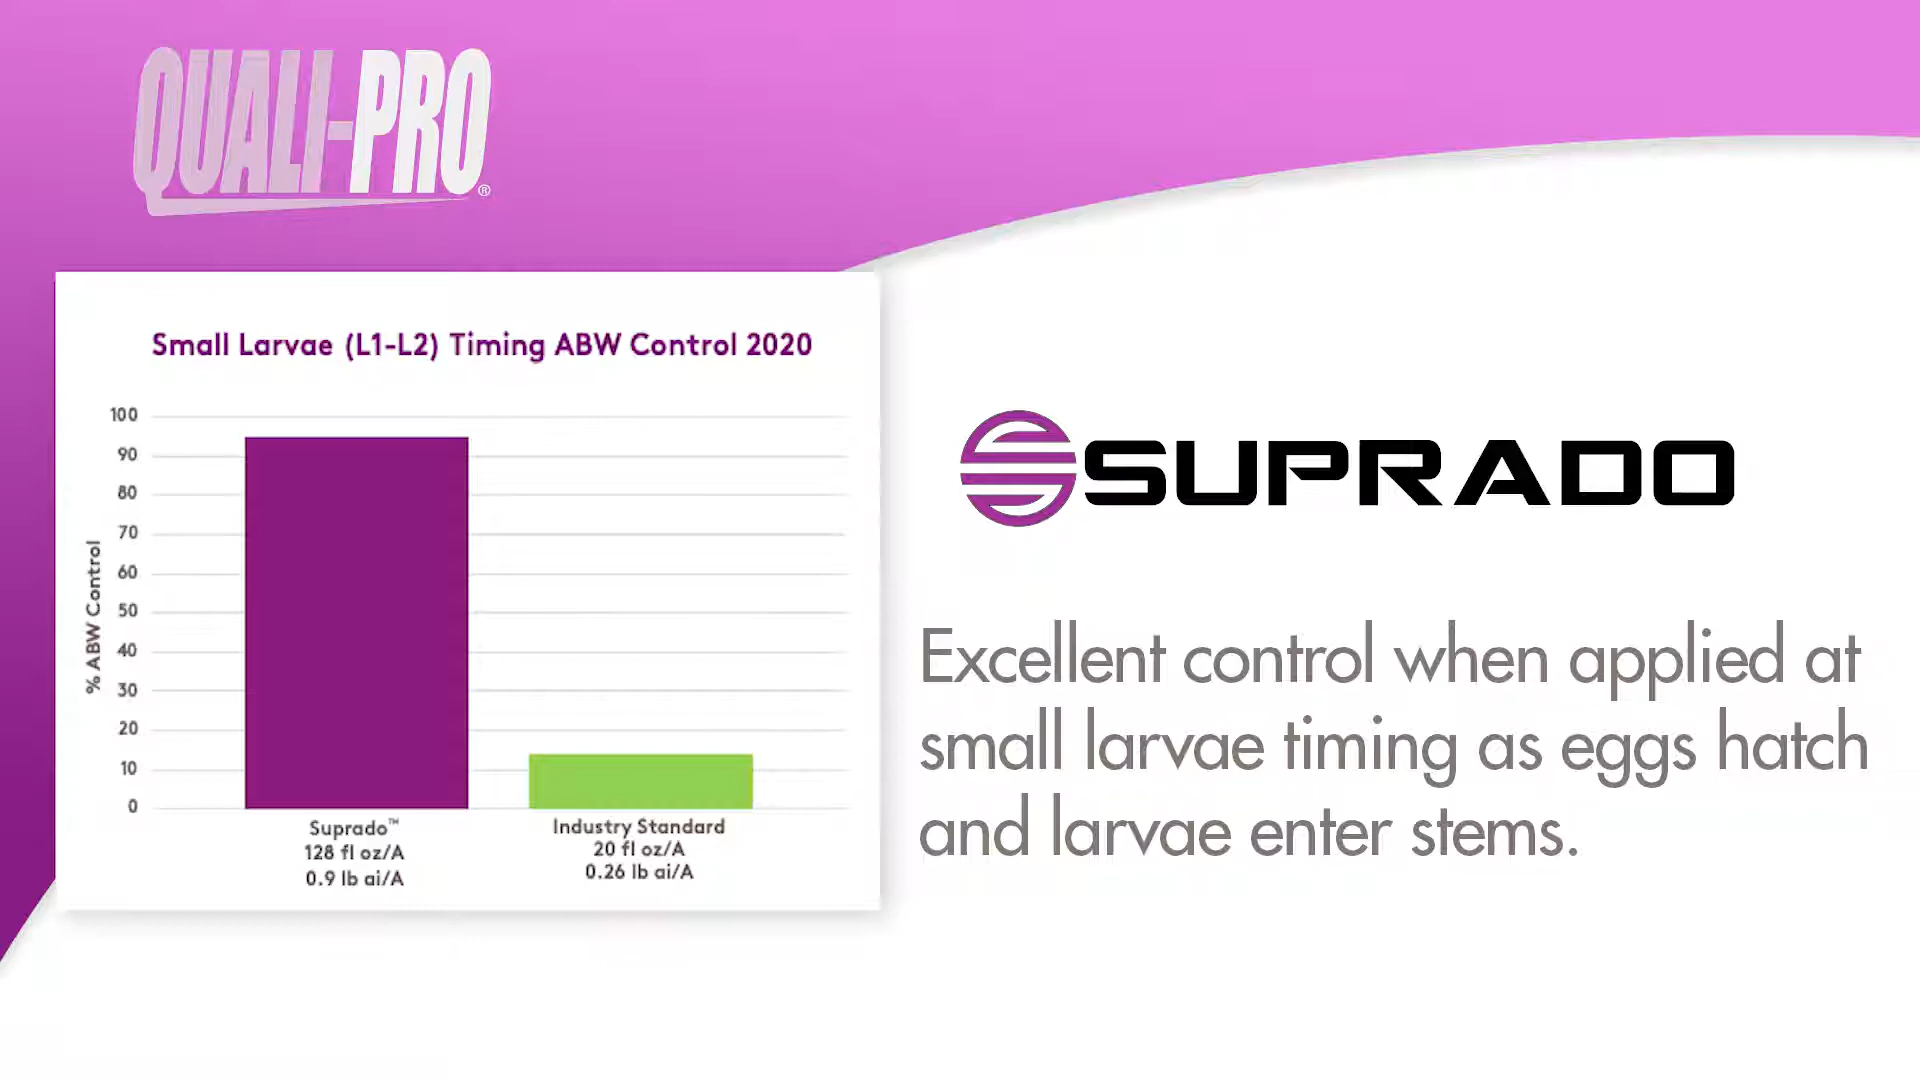 QUALI-PRO®
Small Larvae (L1-L2) Timing ABW Control 2020
% ABW Control
100
90
80
70
60
50
40
30
20
10
0
Suprado™
128 fl oz/A
0.9 lb ai/A
Industry Standard
20 fl oz/A
0.26 lb ai/A
SUPRADO
Excellent control when applied at
small larvae timing as eggs hatch
and larvae enter stems.